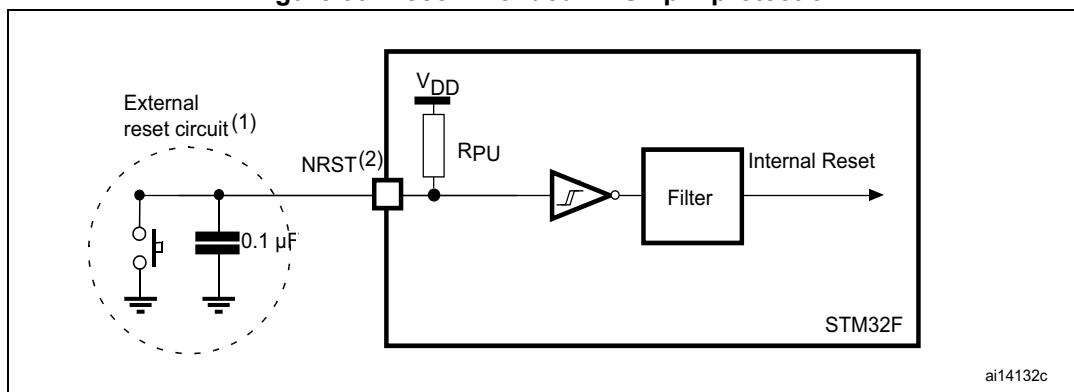 External
reset circuit(1)
VDD
NRST(2)
RPU
Internal Reset
Filter
0.1 μF
STM32F
ai14132c